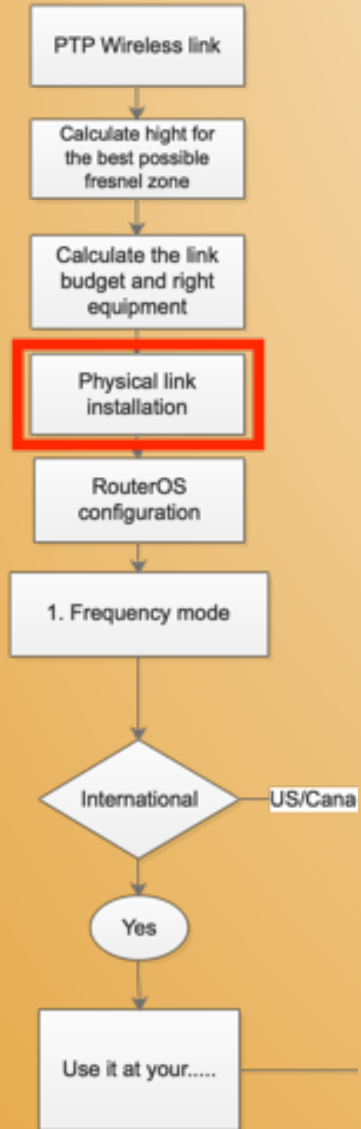 PTP Wireless link
Calculate hight for
the best possible
fresnel zone
Calculate the link
budget and right
equipment
Physical link
installation
RouterOS
configuration
1. Frequency mode
International
US/Cana
Yes
Use it at your.....